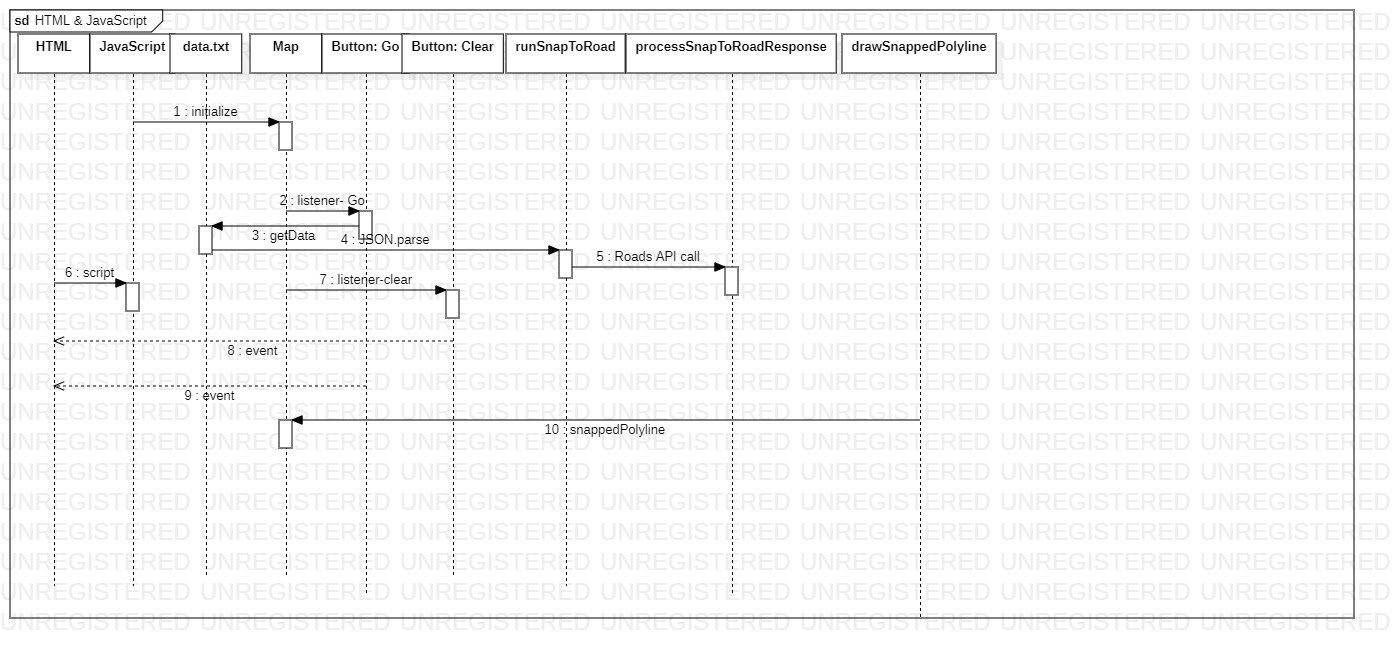 sd HTML & JavaScript
HTML JavaScript data.txt Map Button: Go Button: Clear runSnapToRoad processSnapToRoadResponse drawSnappedPolyline
1 : initialize
2 : listener- Go
3 : getData
4 : JSON.parse
5 : Roads API call
6 : script
7 : listener-clear
8 : event
9 : event
10 : snappedPolyline
UNREGISTERED UNREGISTERED UNREGISTERED UNREGISTERED UNREGISTERED UNREGISTERED UNREGISTERED